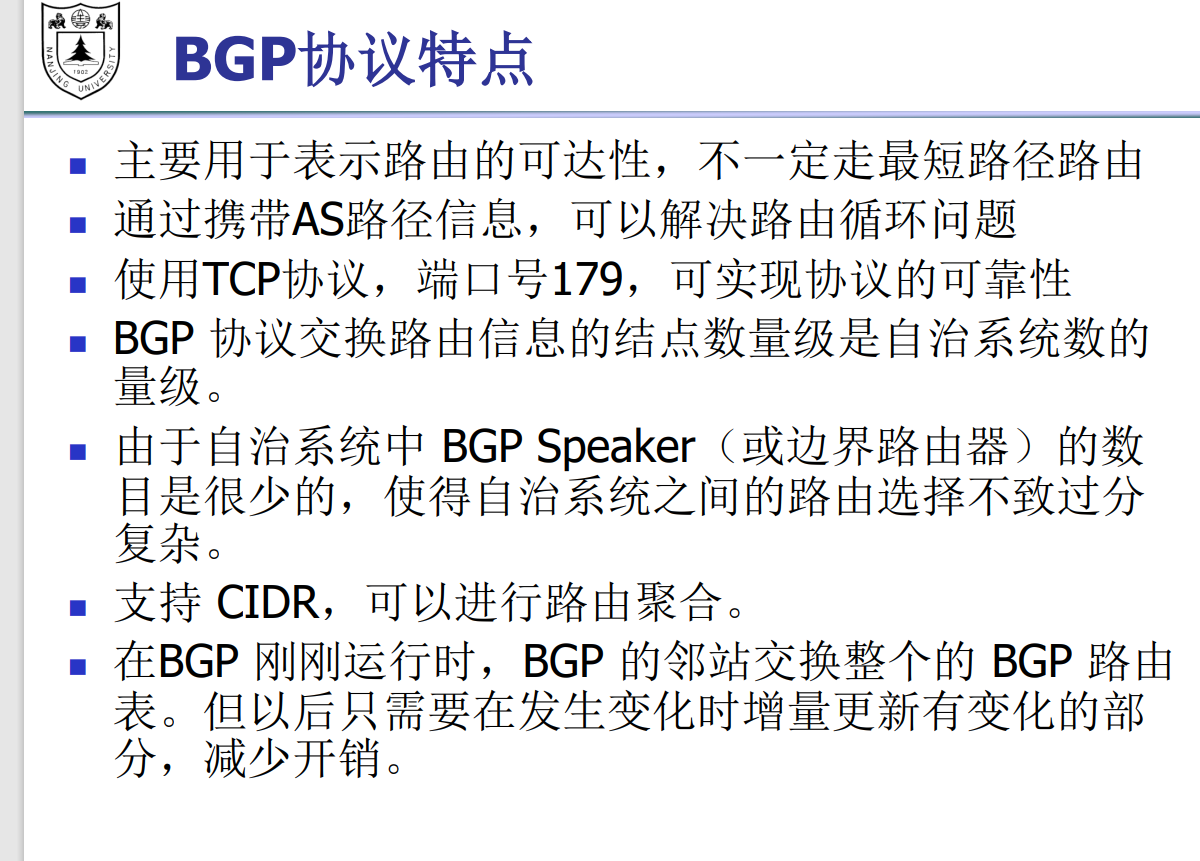 NANJING UNIVERSITY
1902
BGP协议特点
主要用于表示路由的可达性，不一定走最短路径路由
通过携带AS路径信息，可以解决路由循环问题
使用TCP协议，端口号179，可实现协议的可靠性
BGP 协议交换路由信息的结点数量级是自治系统数的
量级。
由于自治系统中 BGP Speaker（或边界路由器）的数
目是很少的，使得自治系统之间的路由选择不致过分
复杂。
支持 CIDR，可以进行路由聚合。
在BGP 刚刚运行时，BGP 的邻站交换整个的 BGP 路由
表。但以后只需要在发生变化时增量更新有变化的部
分，减少开销。